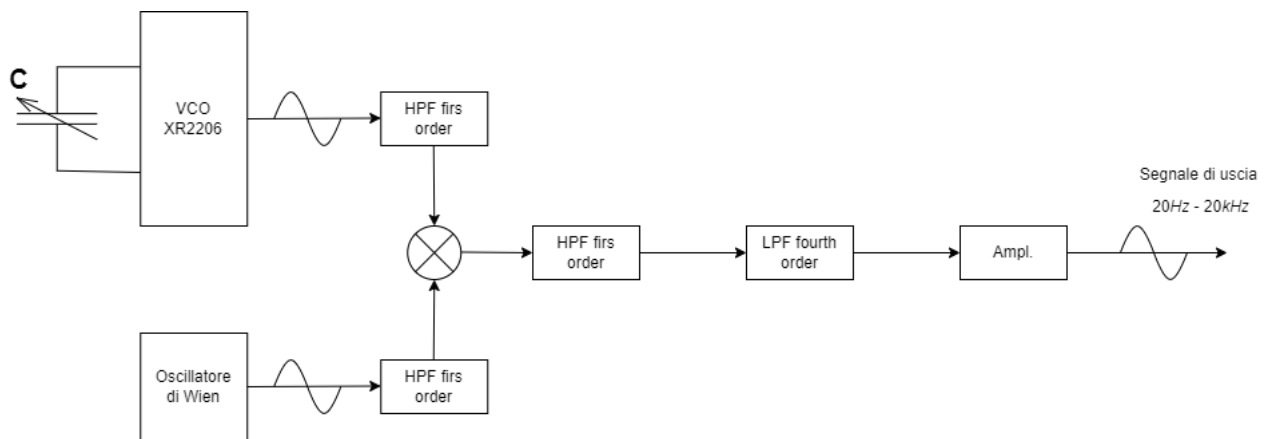 C
VCO
XR2206
HPF firs
order
Oscillatore
di Wien
HPF firs
order
HPF firs
order
LPF fourth
order
Ampl.
Segnale di uscia
20Hz - 20kHz